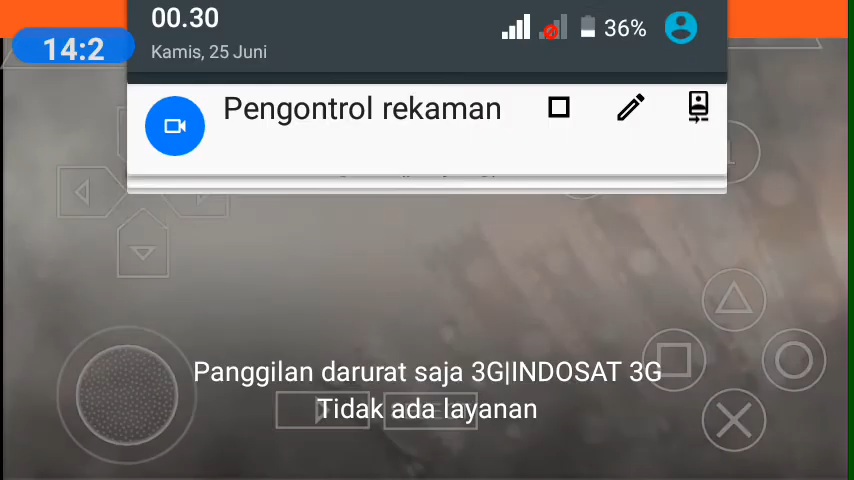 00.30
36%
14:2
Kamis, 25 Juni
Pengontrol rekaman
Panggilan darurat saja 3G|INDOSAT 3G
Tidak ada layanan